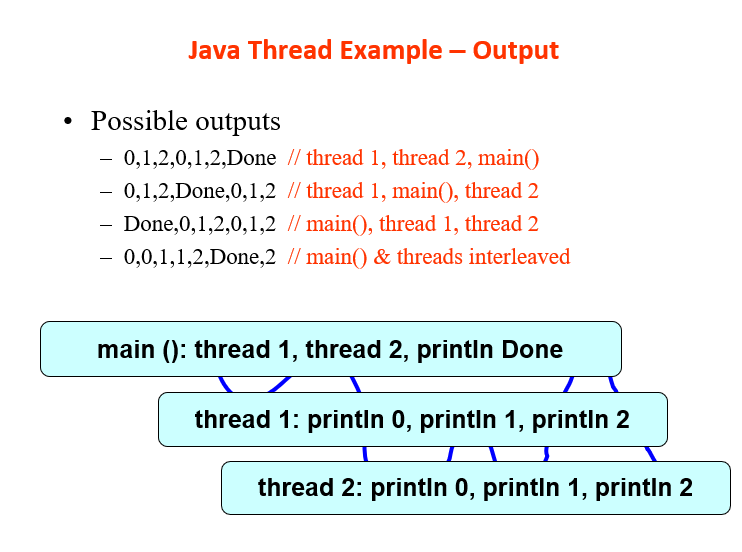 Java Thread Example – Output
• Possible outputs
– 0,1,2,0,1,2,Done // thread 1, thread 2, main()
– 0,1,2,Done,0,1,2 // thread 1, main(), thread 2
– Done,0,1,2,0,1,2 // main(), thread 1, thread 2
– 0,0,1,1,2,Done,2 // main() & threads interleaved
main (): thread 1, thread 2, println Done
thread 1: println 0, println 1, println 2
thread 2: println 0, println 1, println 2